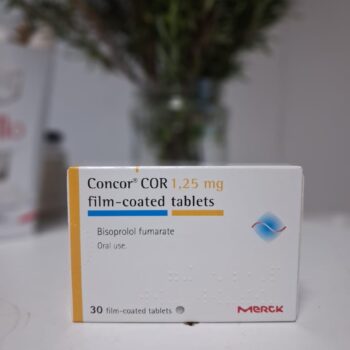 Concor® COR 1,25 mg
film-coated tablets
Bisoprolol fumarate
Oral use.
30 film-coated tablets
MERCK